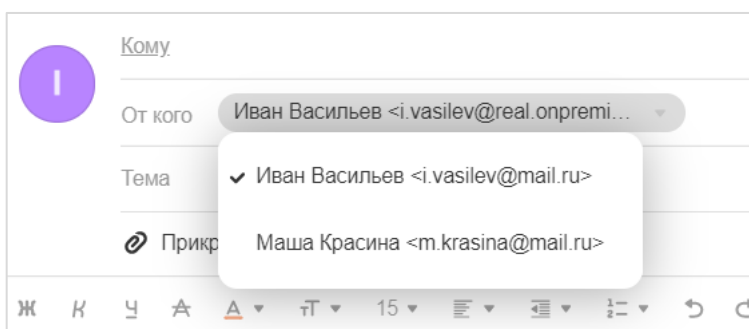 I
Кому
От кого Иван Васильев <i.vasilev@real.onpremi...
Тема
Иван Васильев <i.vasilev@mail.ru>
Прикр
Маша Красина <m.krasina@mail.ru>
Ж К Ч А А тТ 15